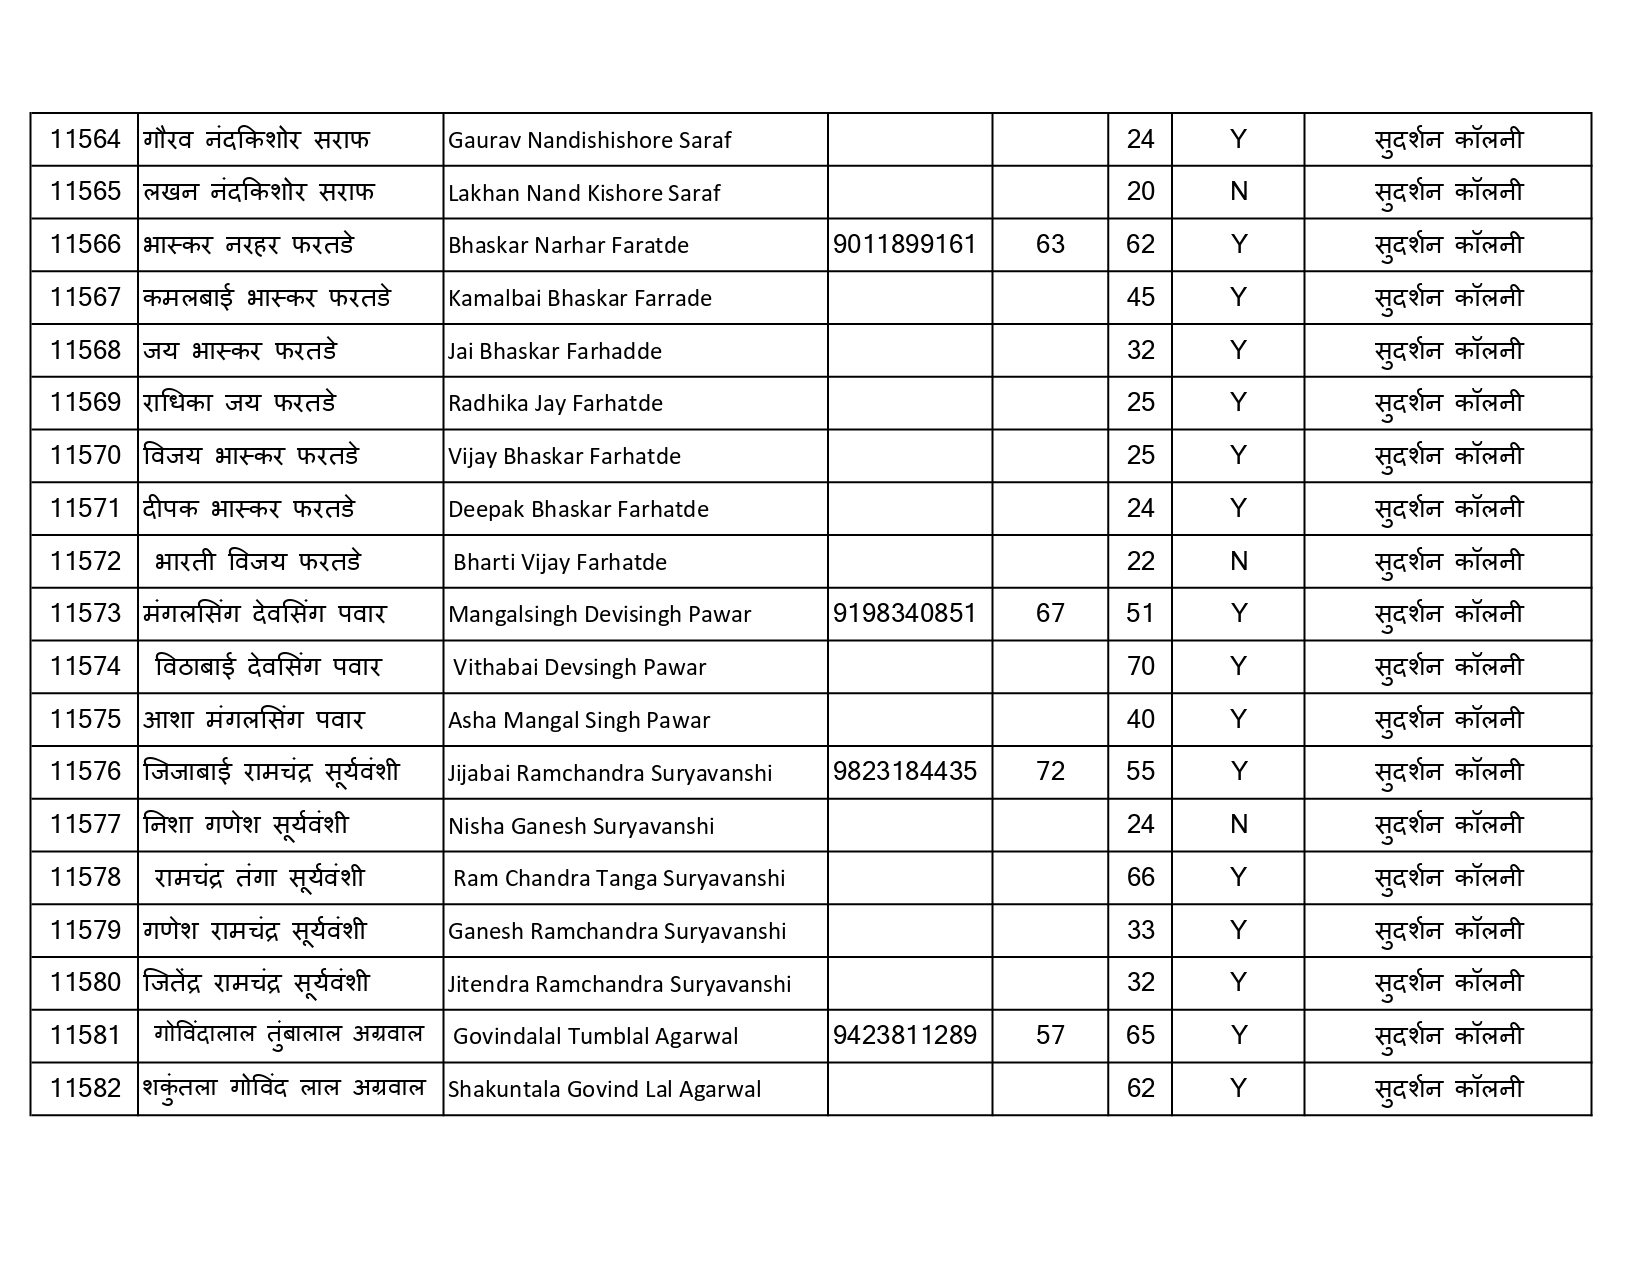 11564 गौरव नंदकिशोर सराफ Gaurav Nandishishore Saraf 24 Y सुदर्शन कॉलनी
11565 लखन नंदकिशोर सराफ Lakhan Nand Kishore Saraf 20 N सुदर्शन कॉलनी
11566 भास्कर नरहर फरतडे Bhaskar Narhar Faratde 9011899161 63 62 Y सुदर्शन कॉलनी
11567 कमलबाई भास्कर फरतडे Kamalbai Bhaskar Farrade 45 Y सुदर्शन कॉलनी
11568 जय भास्कर फरतडे Jai Bhaskar Farhadde 32 Y सुदर्शन कॉलनी
11569 राधिका जय फरतडे Radhika Jay Farhatde 25 Y सुदर्शन कॉलनी
11570 विजय भास्कर फरतडे Vijay Bhaskar Farhatde 25 Y सुदर्शन कॉलनी
11571 दीपक भास्कर फरतडे Deepak Bhaskar Farhatde 24 Y सुदर्शन कॉलनी
11572 भारती विजय फरतडे Bharti Vijay Farhatde 22 N सुदर्शन कॉलनी
11573 मंगलसिंग देवसिंग पवार Mangalsingh Devisingh Pawar 9198340851 67 51 Y सुदर्शन कॉलनी
11574 विठाबाई देवसिंग पवार Vithabai Devsingh Pawar 70 Y सुदर्शन कॉलनी
11575 आशा मंगलसिंग पवार Asha Mangal Singh Pawar 40 Y सुदर्शन कॉलनी
11576 जिजाबाई रामचंद्र सूर्यवंशी Jijabai Ramchandra Suryavanshi 9823184435 72 55 Y सुदर्शन कॉलनी
11577 निशा गणेश सूर्यवंशी Nisha Ganesh Suryavanshi 24 N सुदर्शन कॉलनी
11578 रामचंद्र तंगा सूर्यवंशी Ram Chandra Tanga Suryavanshi 66 Y सुदर्शन कॉलनी
11579 गणेश रामचंद्र सूर्यवंशी Ganesh Ramchandra Suryavanshi 33 Y सुदर्शन कॉलनी
11580 जितेंद्र रामचंद्र सूर्यवंशी Jitendra Ramchandra Suryavanshi 32 Y सुदर्शन कॉलनी
11581 गोविंदालाल तुंबालाल अग्रवाल Govindalal Tumblal Agarwal 9423811289 57 65 Y सुदर्शन कॉलनी
11582 शकुंतला गोविंद लाल अग्रवाल Shakuntala Govind Lal Agarwal 62 Y सुदर्शन कॉलनी